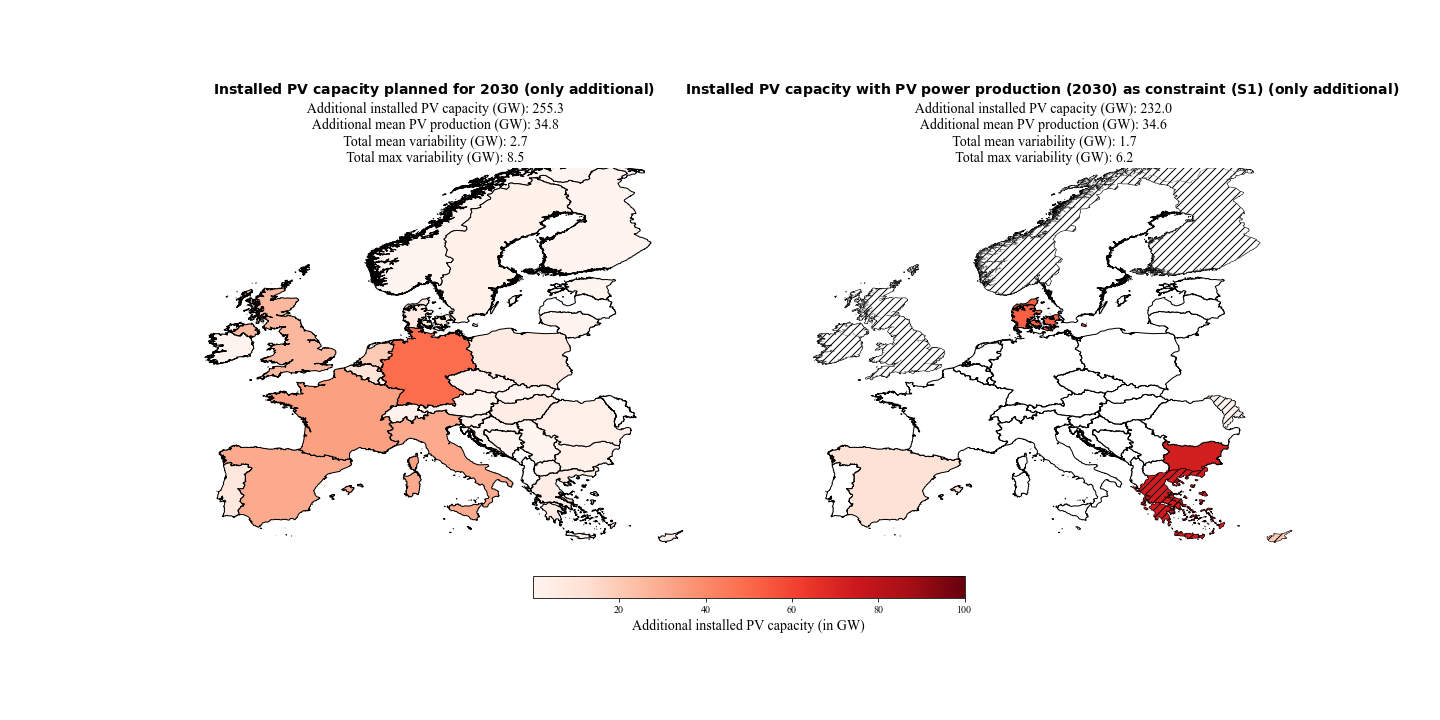 Installed PV capacity planned for 2030 (only additional)
Additional installed PV capacity (GW): 255.3
Additional mean PV production (GW): 34.8
Total mean variability (GW): 2.7
Total max variability (GW): 8.5
Installed PV capacity with PV power production (2030) as constraint (S1) (only additional)
Additional installed PV capacity (GW): 232.0
Additional mean PV production (GW): 34.6
Total mean variability (GW): 1.7
Total max variability (GW): 6.2
20 40 60 80 100
Additional installed PV capacity (in GW)